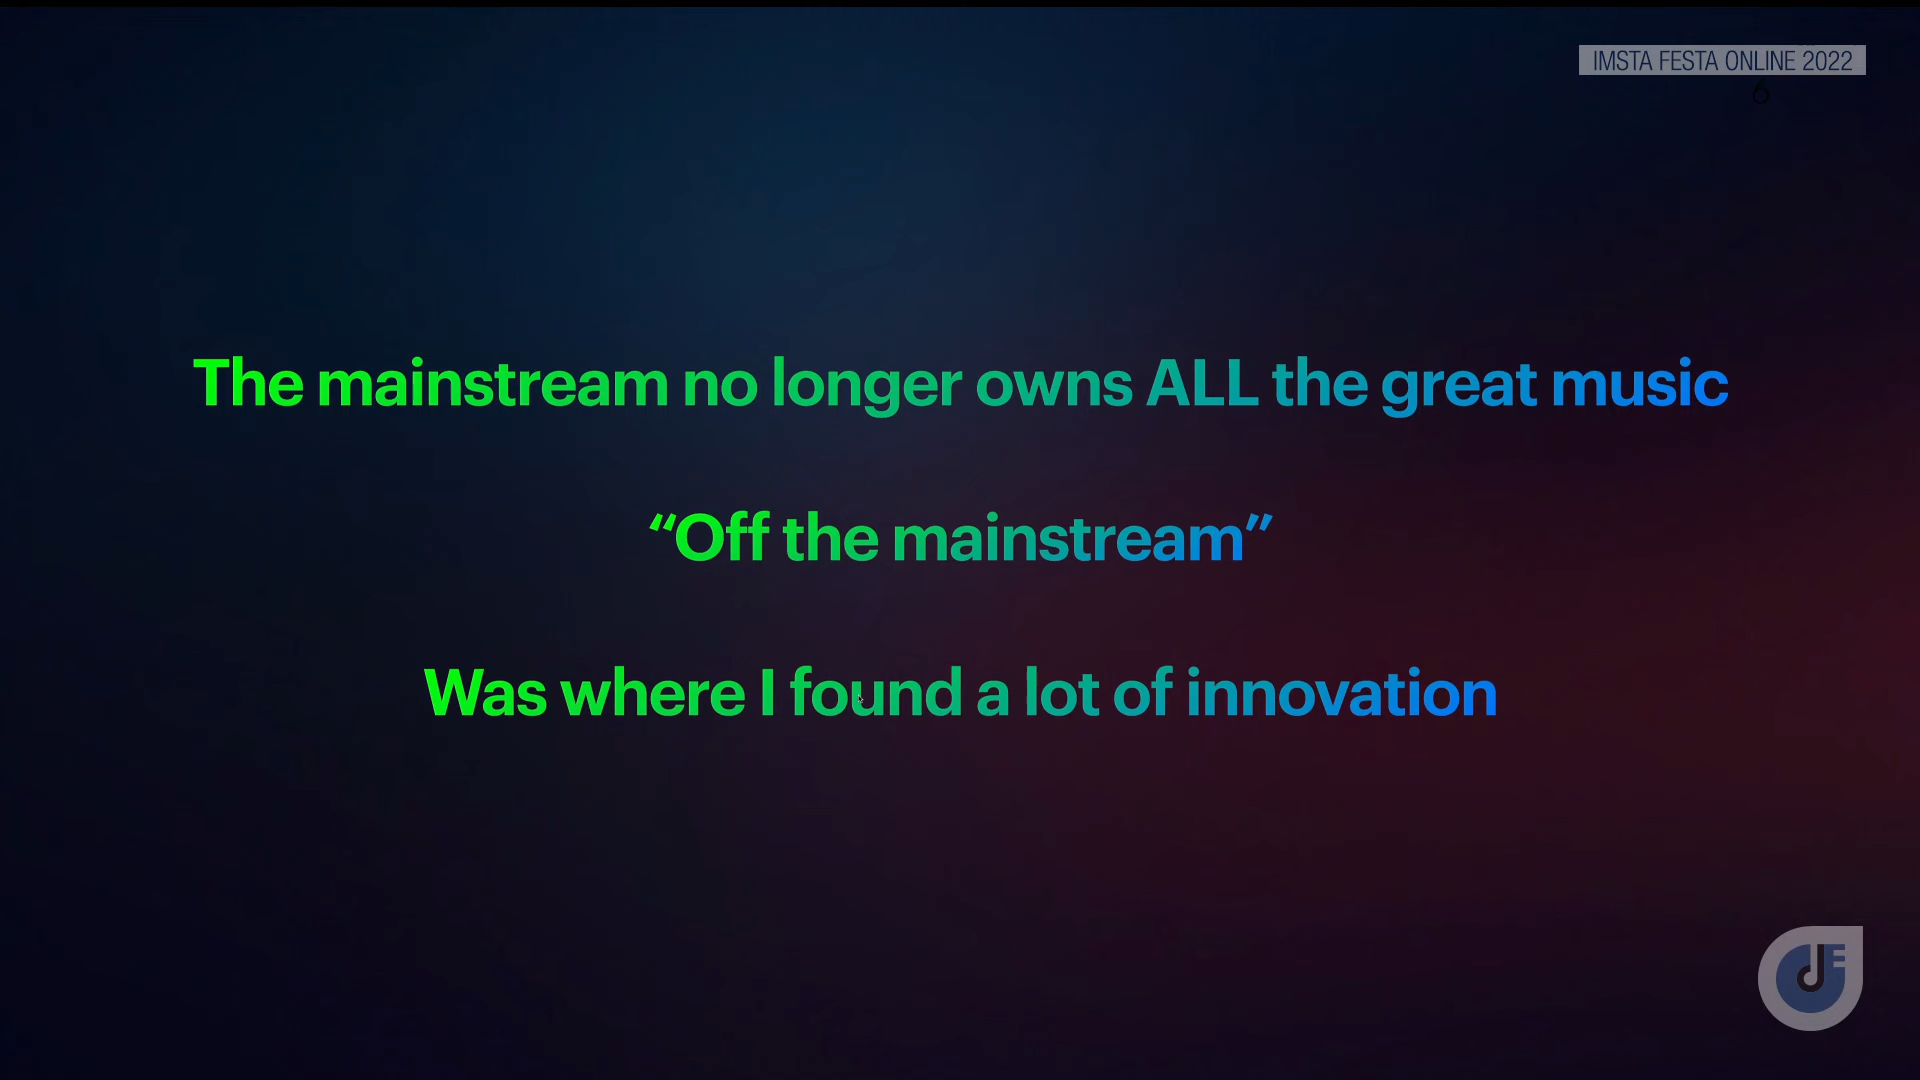 IMSTA FESTA ONLINE 2022
6
The mainstream no longer owns ALL the great music
“Off the mainstream”
Was where I found a lot of innovation